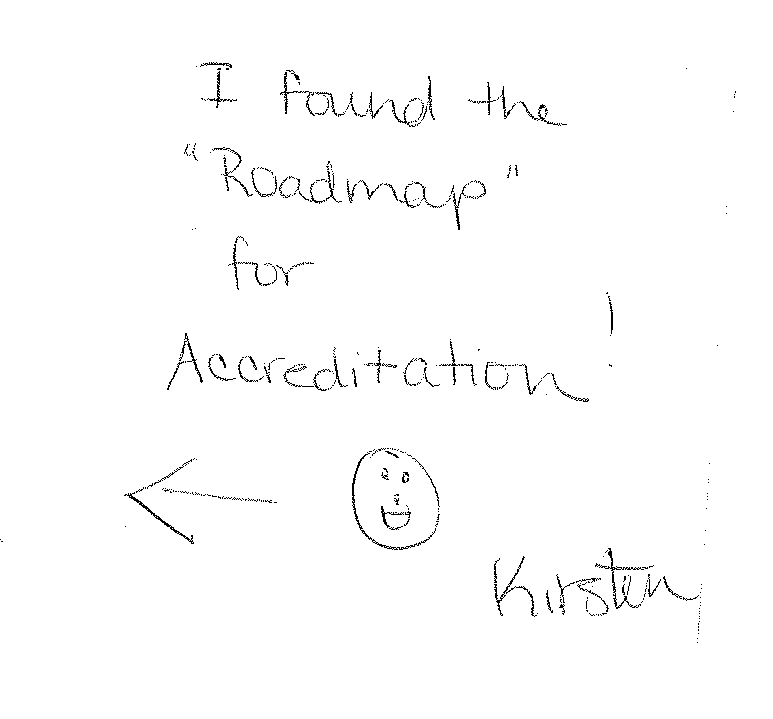 I found the
"Roadmap"
for
Accreditation!
Kirsten